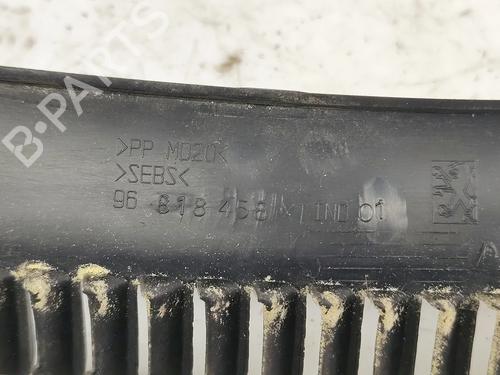 B-PARTS
>PP MD20<
>SEBS<
96 818 458 IND 01